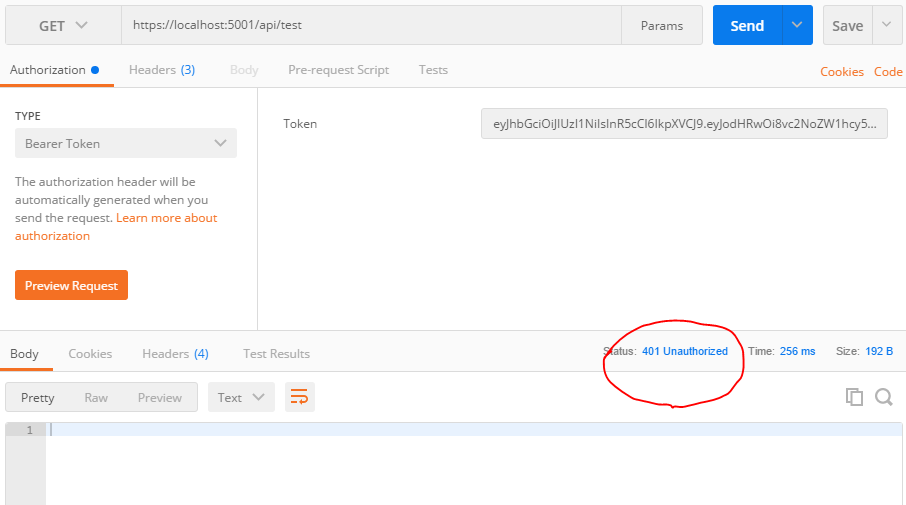 GET https://localhost:5001/api/test Params Send Save
Authorization Headers (3) Body Pre-request Script Tests Cookies Code
TYPE
Bearer Token
The authorization header will be
automatically generated when you
send the request. Learn more about
authorization
Preview Request
Token eyJhbGciOiJIUzI1NiIsInR5cCI6IkpXVCJ9.eyJodHRwOi8vc2NoZW1hcy5...
Body Cookies Headers (4) Test Results Status: 401 Unauthorized Time: 256 ms Size: 192 B
Pretty Raw Preview Text
1